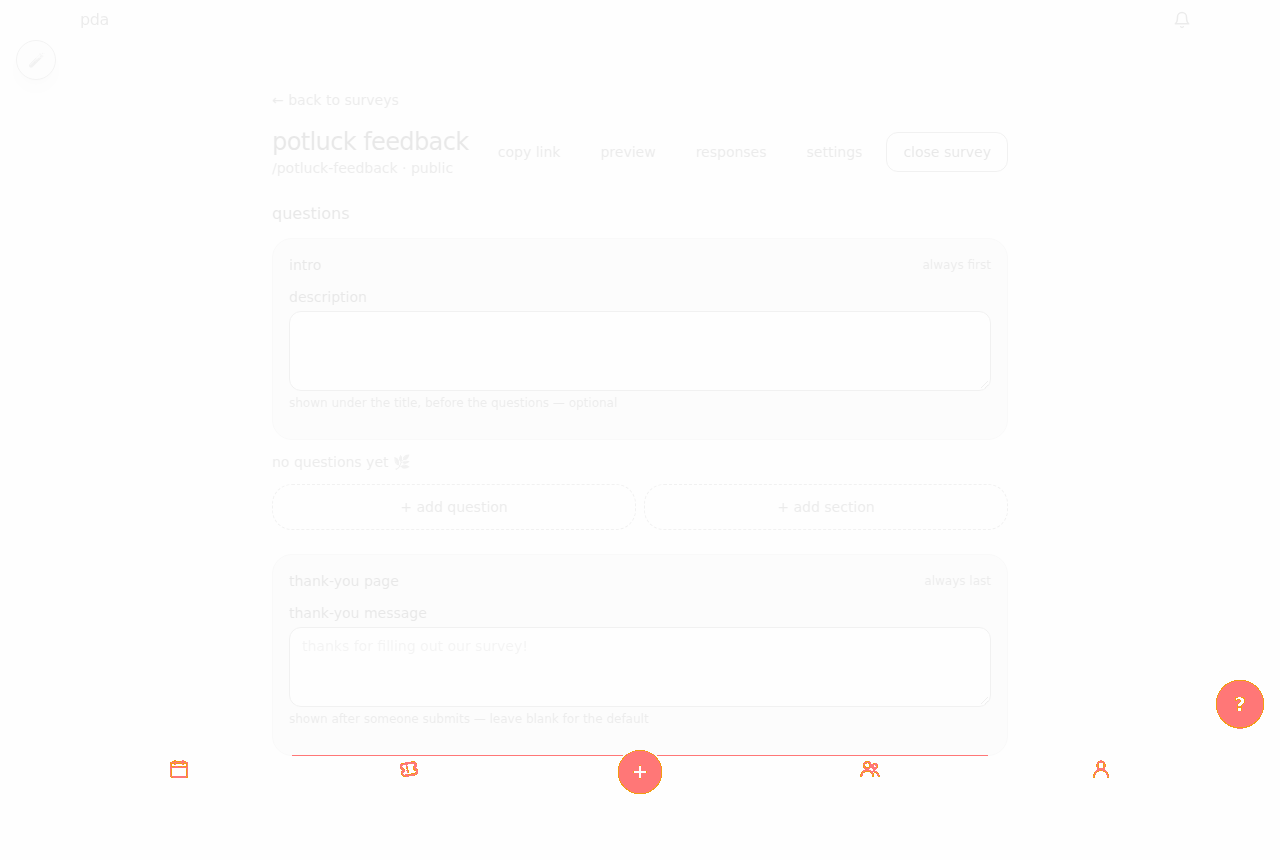 pda
← back to surveys
potluck feedback
/potluck-feedback · public
copy link
preview
responses
settings
close survey
questions
intro
always first
description
shown under the title, before the questions — optional
no questions yet 🌿
+ add question
+ add section
thank-you page
always last
thank-you message
thanks for filling out our survey!
shown after someone submits — leave blank for the default
?
+